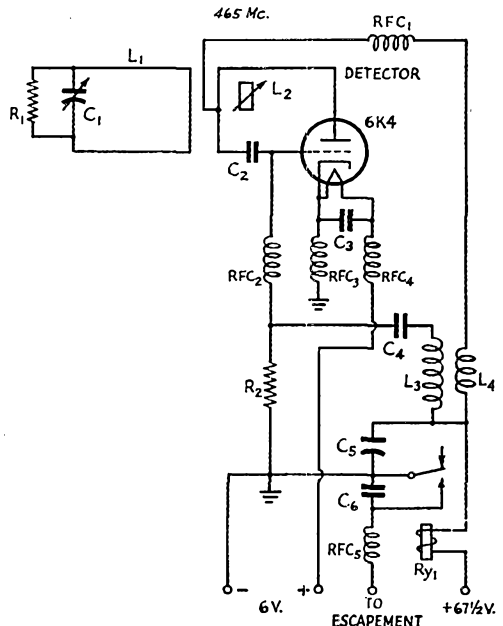 465 Mc.
RFC1
L1
DETECTOR
L2
6K4
R1
C1
C2
C3
RFC2
RFC3
RFC4
C4
R2
L3
L4
C5
C6
RFC5
Ry1
- 6V. +
TO ESCAPEMENT
+67½V.